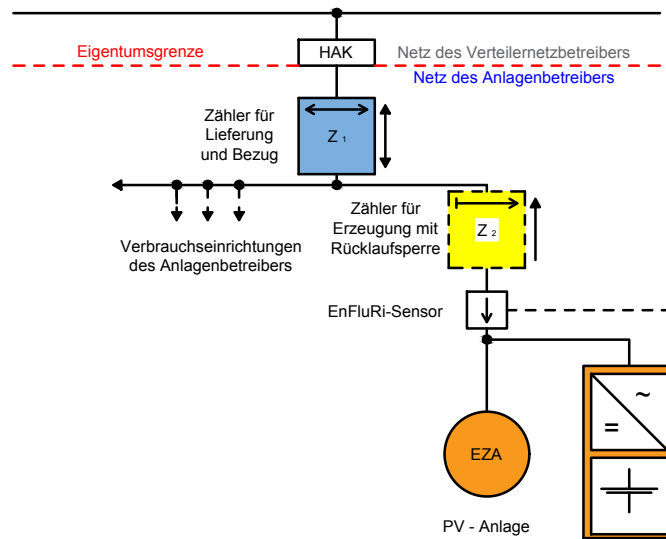 HAK
Eigentumsgrenze
Netz des Verteilernetzbetreibers
Netz des Anlagenbetreibers
Zähler für
Lieferung
und Bezug
Z 1
Zähler für
Erzeugung mit
Rücklaufsperre
Z 2
Verbrauchseinrichtungen
des Anlagenbetreibers
EnFluRi-Sensor
~
=
EZA
PV - Anlage